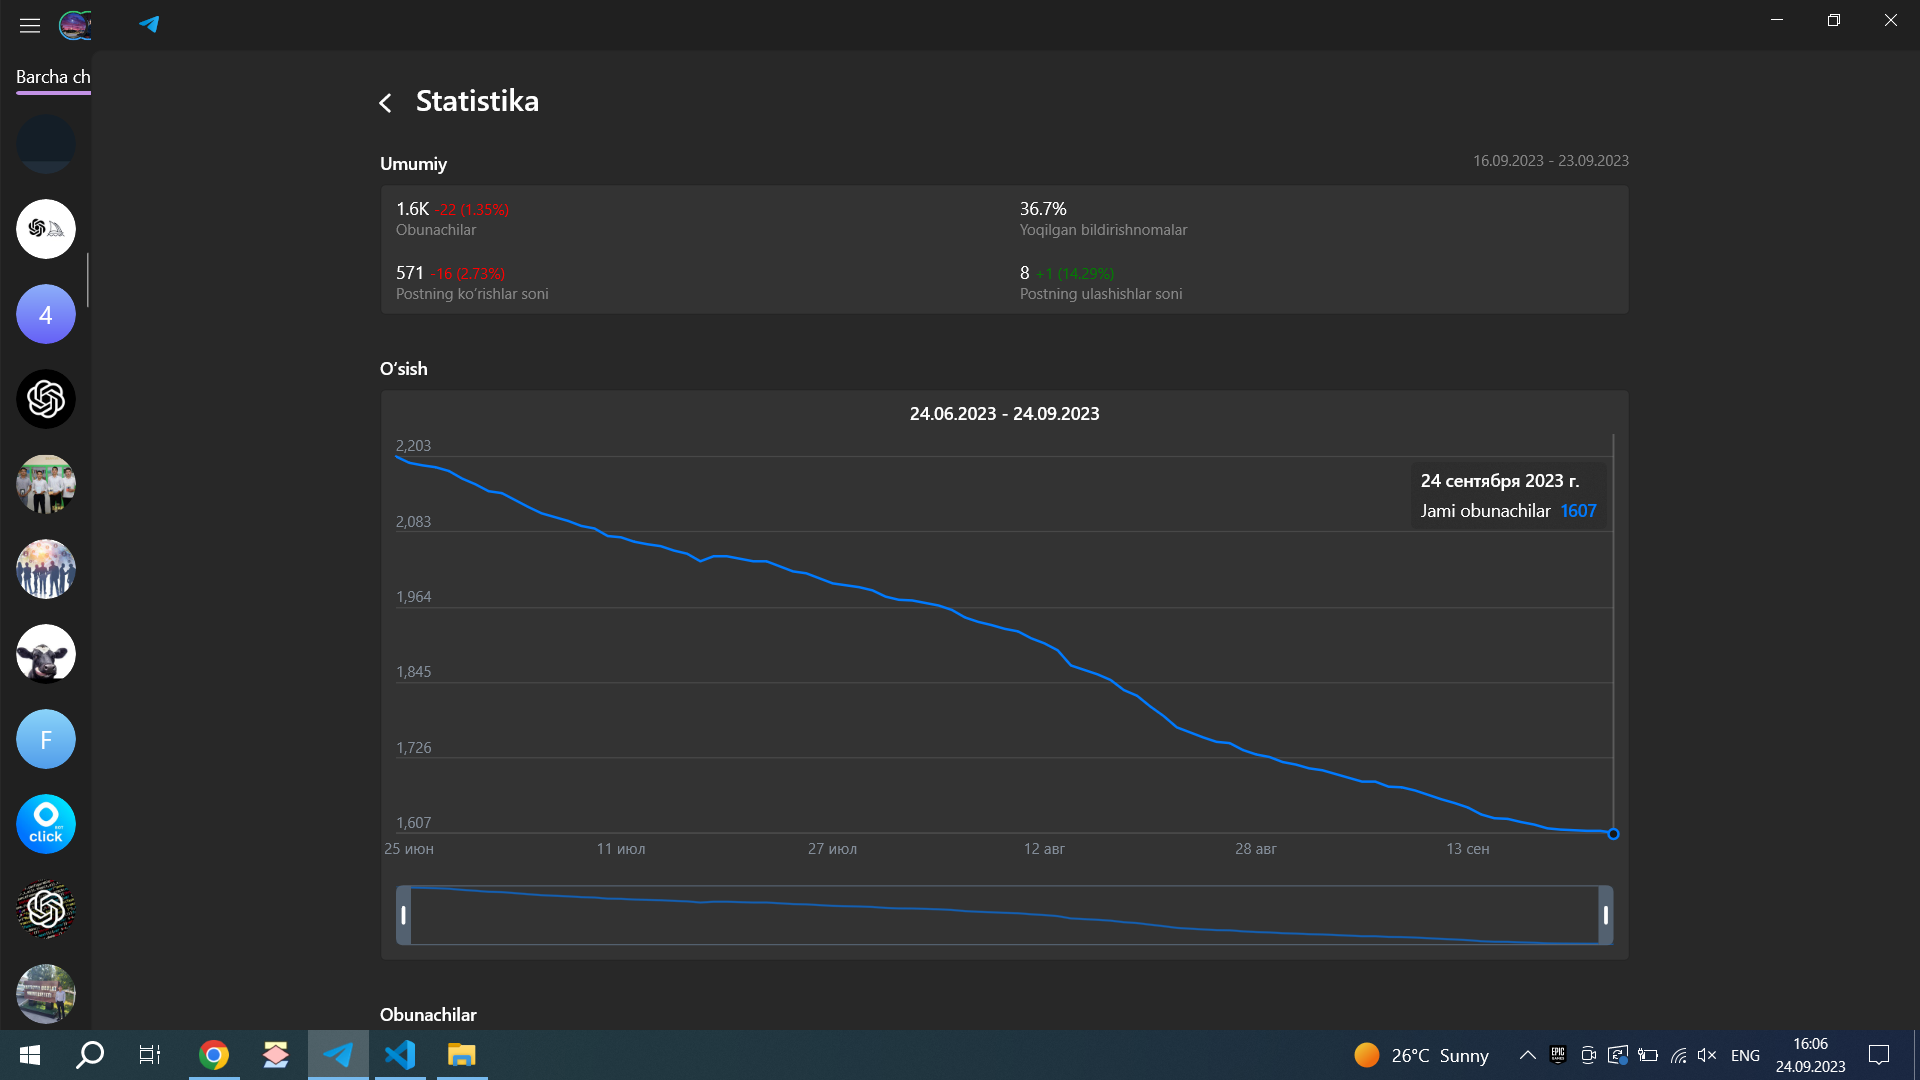 Barcha ch
Statistika
Umumiy
16.09.2023 - 23.09.2023
1.6K -22 (1.35%)
Obunachilar
36.7%
Yoqilgan bildirishnomalar
571 -16 (2.73%)
Postning ko‘rishlar soni
8 +1 (14.29%)
Postning ulashishlar soni
O‘sish
24.06.2023 - 24.09.2023
2,203
2,083
1,964
1,845
1,726
1,607
24 сентября 2023 г.
Jami obunachilar 1607
25 июн
11 июл
27 июл
12 авг
28 авг
13 сен
Obunachilar
4
F
click
26°C Sunny
EPIC
ENG
16:06
24.09.2023